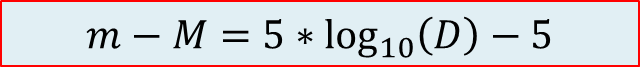 m − M = 5 * log₁₀(D) − 5